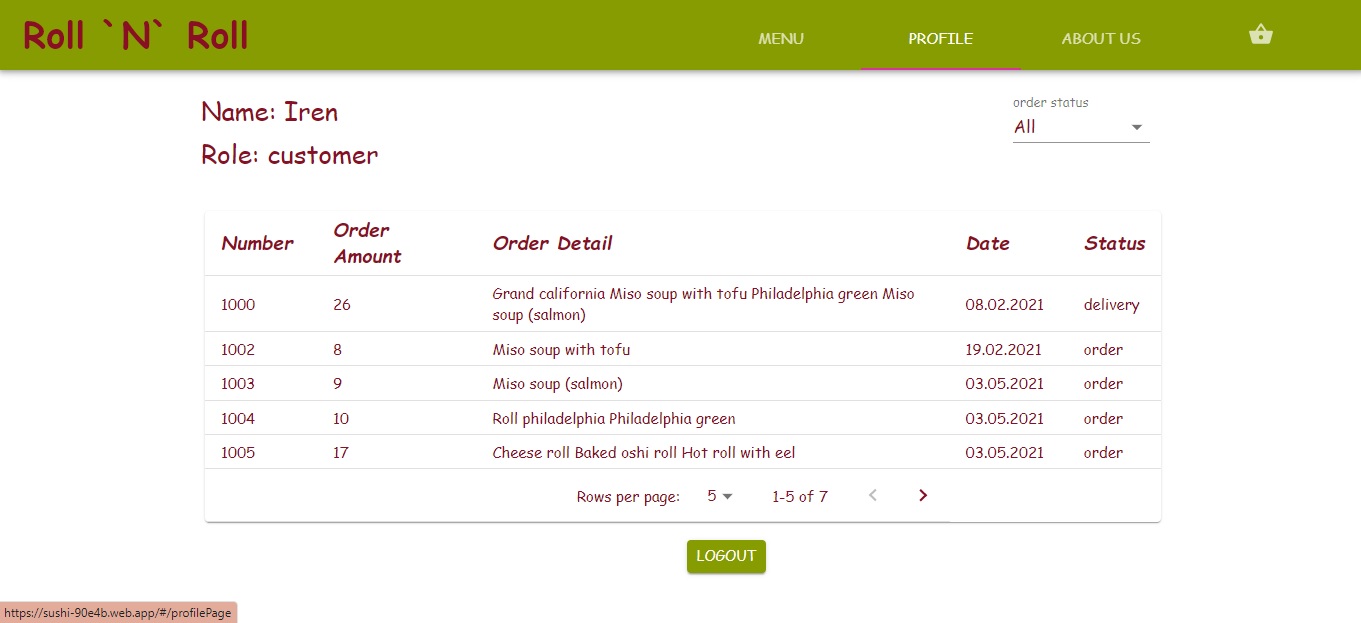 Roll `N` Roll MENU PROFILE ABOUT US
Name: Iren
order status
All
Role: customer
Number Order Amount Order Detail Date Status
1000 26 Grand california Miso soup with tofu Philadelphia green Miso
soup (salmon) 08.02.2021 delivery
1002 8 Miso soup with tofu 19.02.2021 order
1003 9 Miso soup (salmon) 03.05.2021 order
1004 10 Roll philadelphia Philadelphia green 03.05.2021 order
1005 17 Cheese roll Baked oshi roll Hot roll with eel 03.05.2021 order
Rows per page: 5 1-5 of 7
LOGOUT
https://sushi-90e4b.web.app/#/profilePage